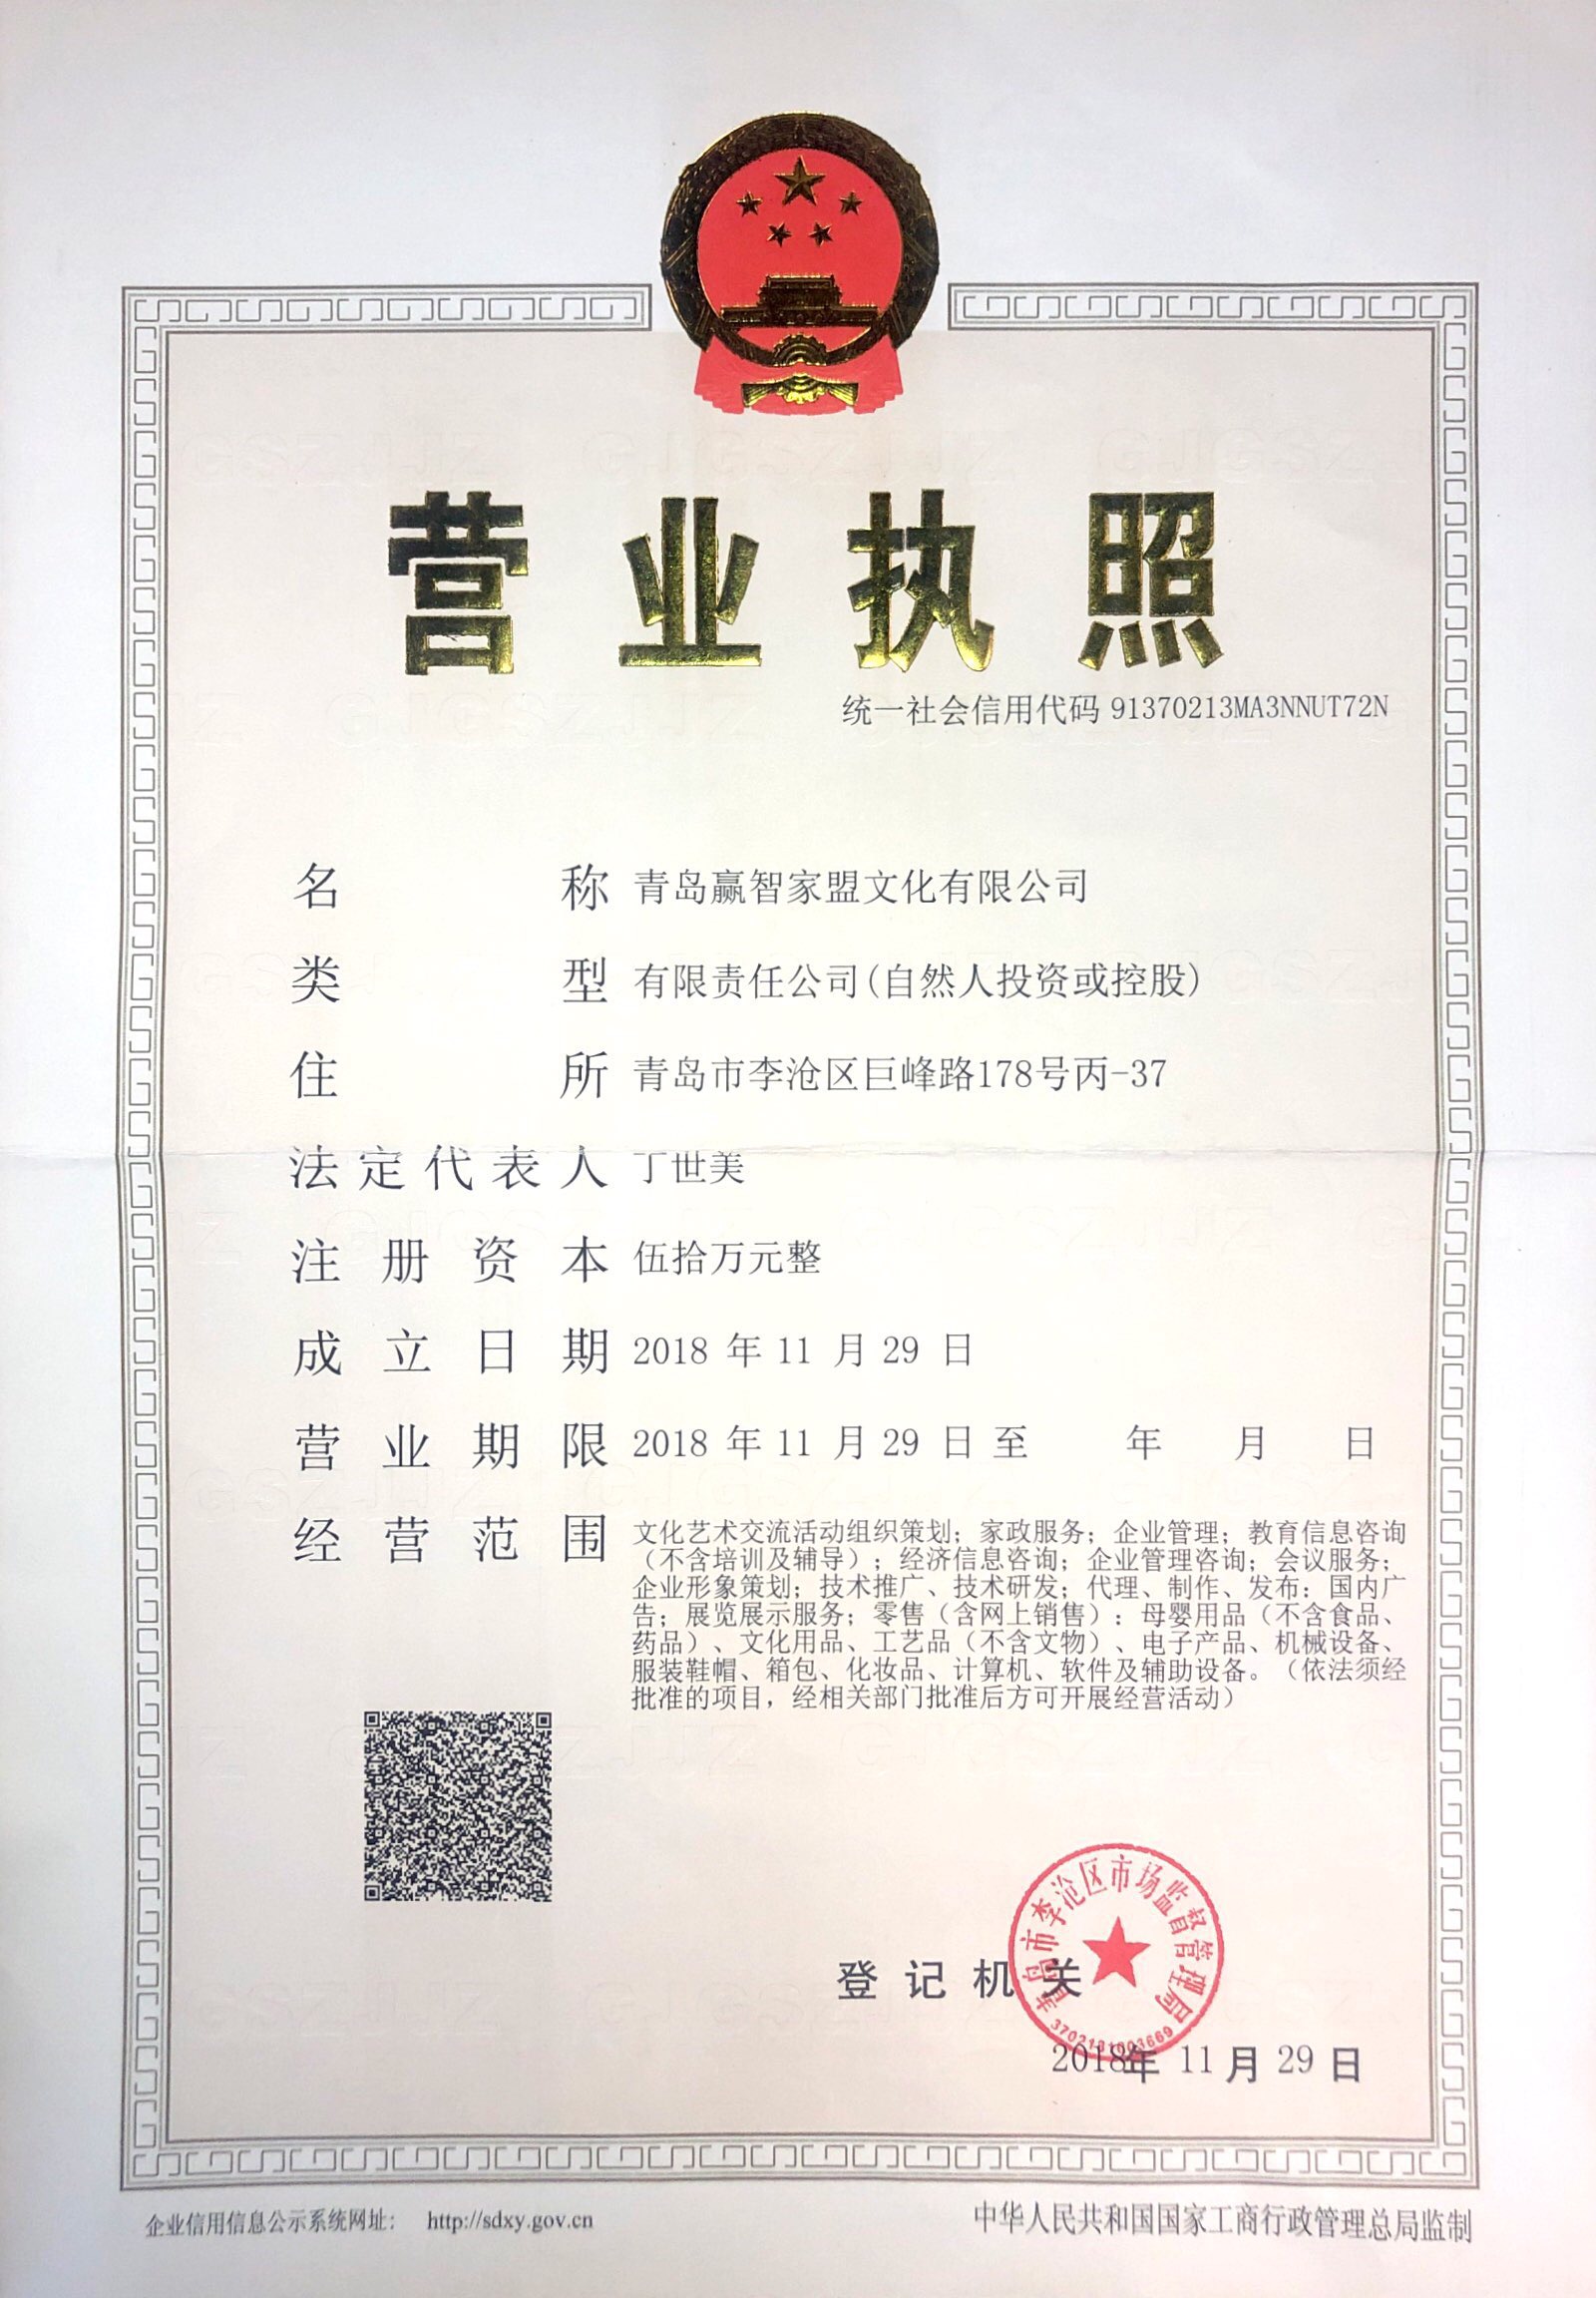 营业执照
统一社会信用代码 91370213MA3NNUT72N
名称 青岛赢智家盟文化有限公司
类型 有限责任公司(自然人投资或控股)
住所 青岛市李沧区巨峰路178号丙-37
法定代表人 丁世美
注册资本 伍拾万元整
成立日期 2018 年 11 月 29 日
营业期限 2018 年 11 月 29 日 至 年 月 日
经营范围 文化艺术交流活动组织策划；家政服务；企业管理；教育信息咨询
（不含培训及辅导）；经济信息咨询；企业管理咨询；会议服务；
企业形象策划；技术推广、技术研发；代理、制作、发布：国内广
告；展览展示服务；零售（含网上销售）：母婴用品（不含食品、
药品）、文化用品、工艺品（不含文物）、电子产品、机械设备、
服装鞋帽、箱包、化妆品、计算机、软件及辅助设备。（依法须经
批准的项目，经相关部门批准后方可开展经营活动）
青岛市李沧区市场监督管理局
登记机关
2018年 11 月 29 日
企业信用信息公示系统网址： http://sdxy.gov.cn
中华人民共和国国家工商行政管理总局监制